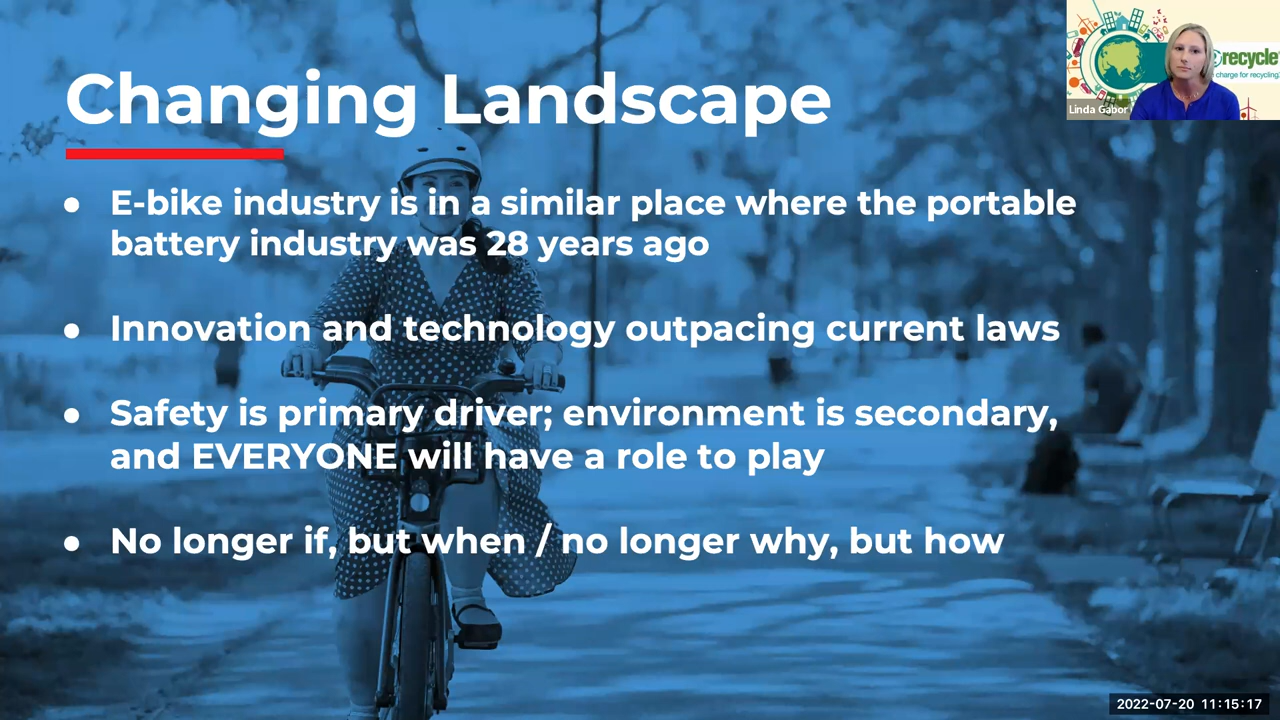 Changing Landscape
• E-bike industry is in a similar place where the portable
battery industry was 28 years ago
• Innovation and technology outpacing current laws
• Safety is primary driver; environment is secondary,
and EVERYONE will have a role to play
• No longer if, but when / no longer why, but how
recycle
charge for recycling
Linda Gabor
2022-07-20 11:15:17